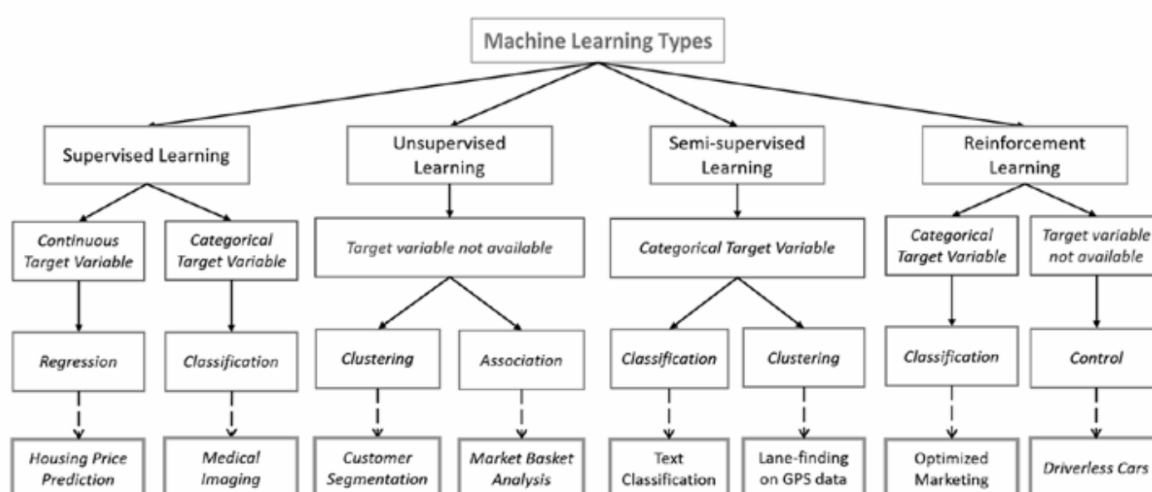 Machine Learning Types
Supervised Learning
Unsupervised
Learning
Semi-supervised
Learning
Reinforcement
Learning
Continuous
Target Variable
Categorical
Target Variable
Target variable not available
Categorical Target Variable
Categorical
Target Variable
Target variable
not available
Regression
Classification
Clustering
Association
Classification
Clustering
Classification
Control
Housing Price
Prediction
Medical
Imaging
Customer
Segmentation
Market Basket
Analysis
Text
Classification
Lane-finding
on GPS data
Optimized
Marketing
Driverless Cars